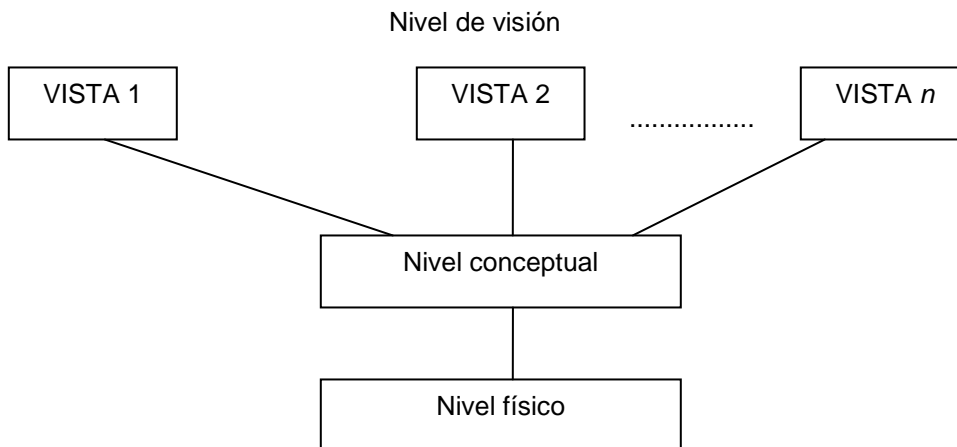 Nivel de visión
VISTA 1
VISTA 2
.................
VISTA n
Nivel conceptual
Nivel físico